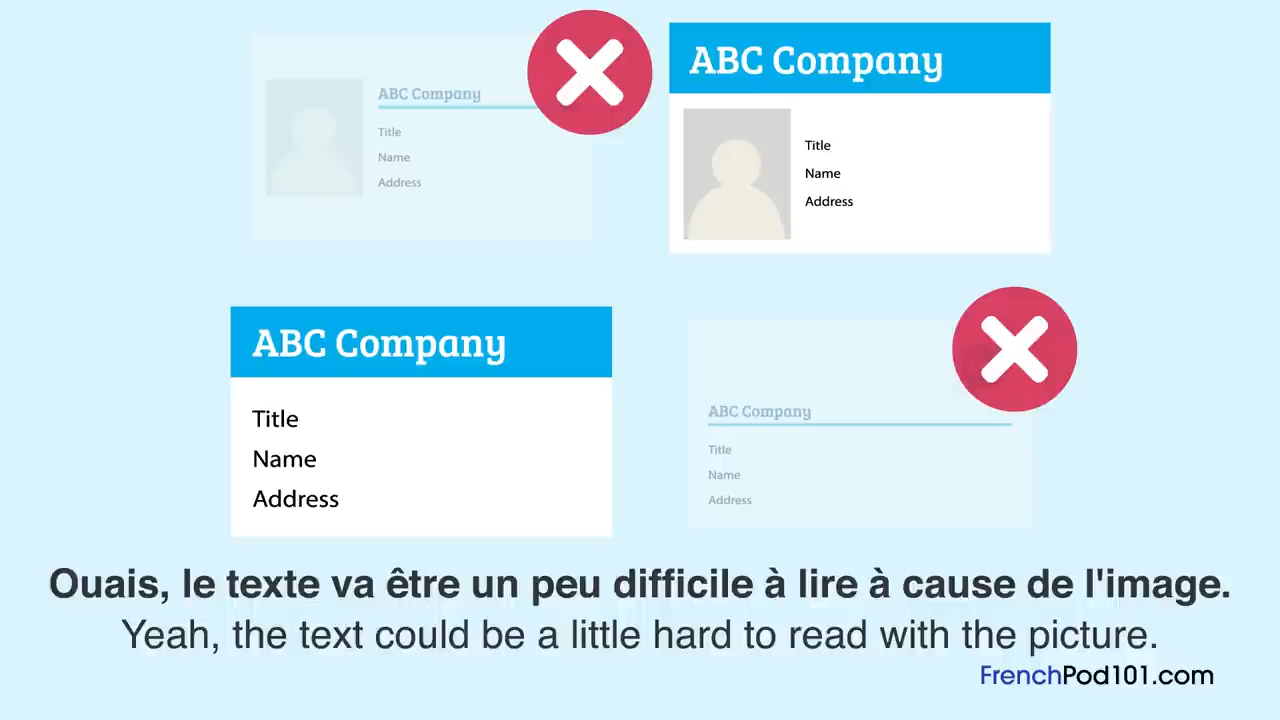 ABC Company
Title
Name
Address
ABC Company
Title
Name
Address
ABC Company
Title
Name
Address
ABC Company
Title
Name
Address
Ouais, le texte va être un peu difficile à lire à cause de l'image.
Yeah, the text could be a little hard to read with the picture.
FrenchPod101.com